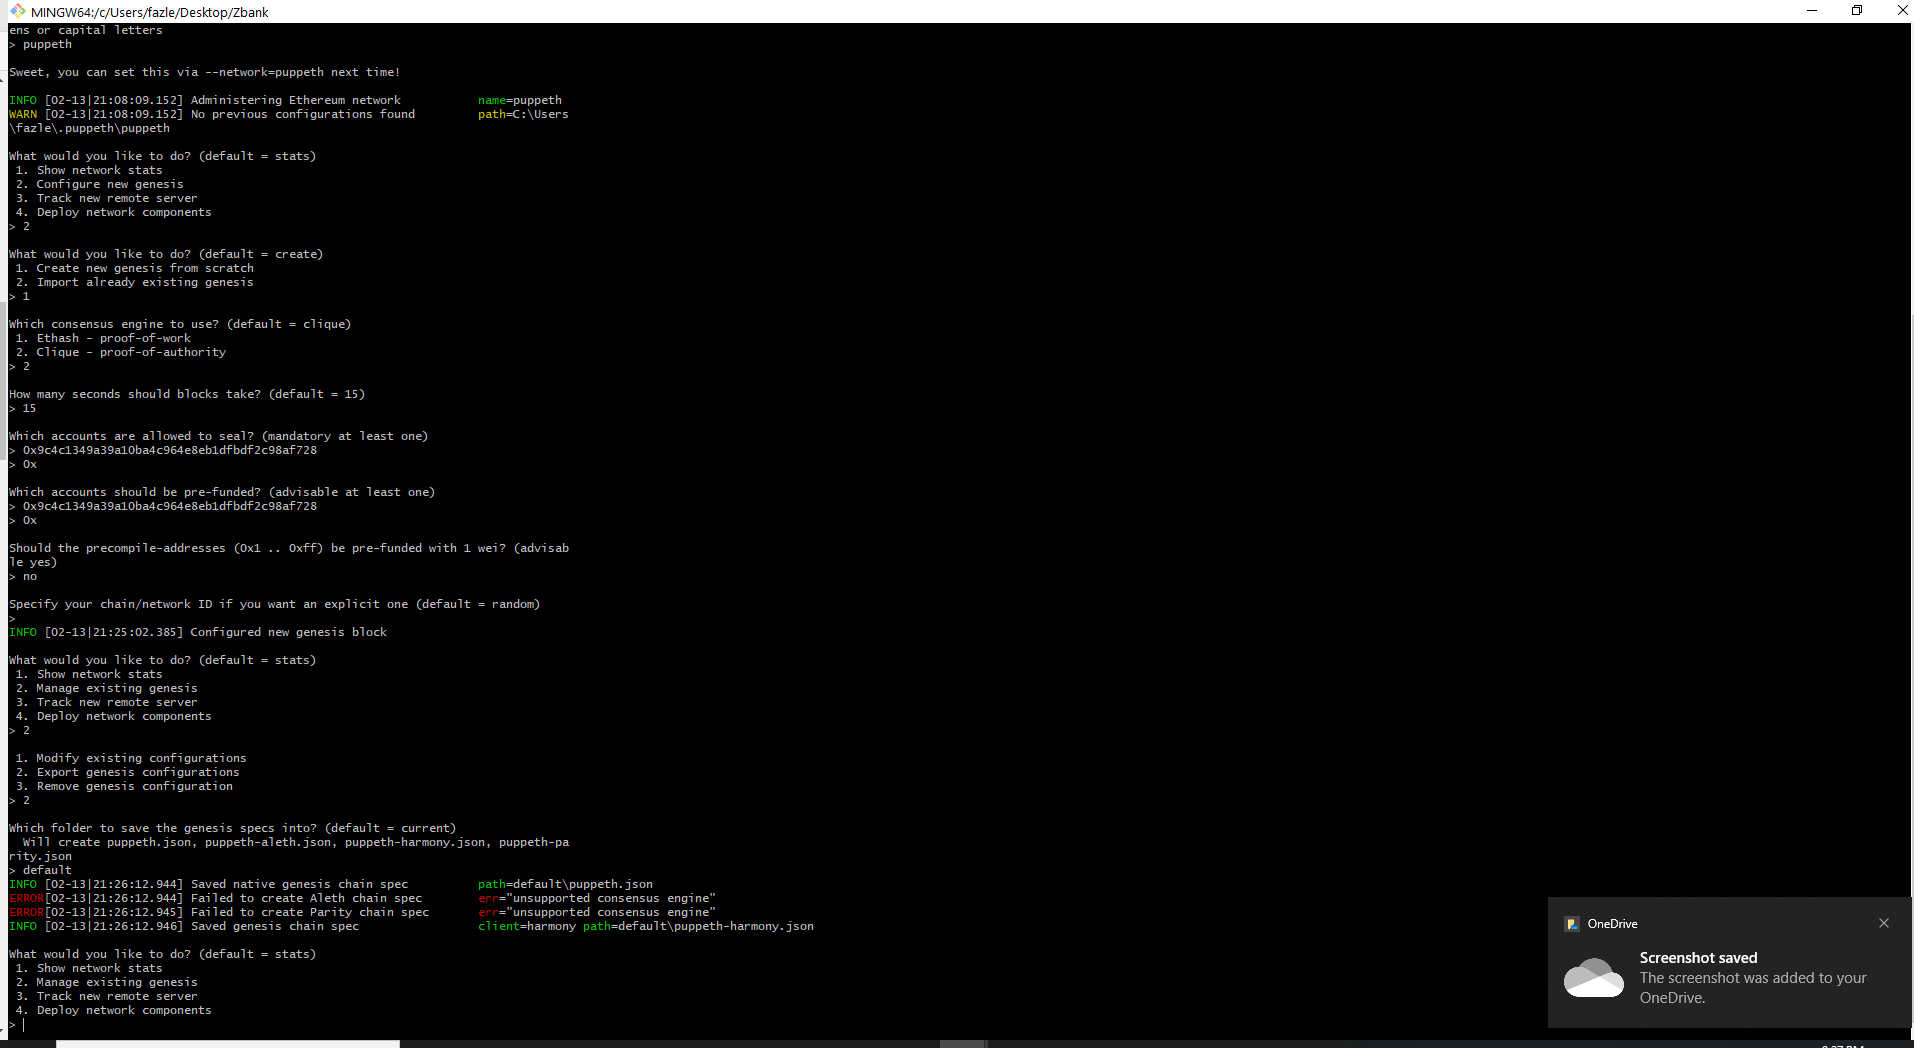 MINGW64:/c/Users/fazle/Desktop/Zbank
ens or capital letters
> puppeth
Sweet, you can set this via --network=puppeth next time!
INFO [02-13|21:08:09.152] Administering Ethereum network name=puppeth
WARN [02-13|21:08:09.152] No previous configurations found path=C:\Users
\fazle\.puppeth\puppeth
What would you like to do? (default = stats)
1. Show network stats
2. Configure new genesis
3. Track new remote server
4. Deploy network components
> 2
What would you like to do? (default = create)
1. Create new genesis from scratch
2. Import already existing genesis
> 1
Which consensus engine to use? (default = clique)
1. Ethash - proof-of-work
2. Clique - proof-of-authority
> 2
How many seconds should blocks take? (default = 15)
> 15
Which accounts are allowed to seal? (mandatory at least one)
> 0x9c4c1349a39a10ba4c964e8eb1dfbdf2c98af728
> 0x
Which accounts should be pre-funded? (advisable at least one)
> 0x9c4c1349a39a10ba4c964e8eb1dfbdf2c98af728
> 0x
Should the precompile-addresses (0x1 .. 0xff) be pre-funded with 1 wei? (advisab
le yes)
> no
Specify your chain/network ID if you want an explicit one (default = random)
>
INFO [02-13|21:25:02.385] Configured new genesis block
What would you like to do? (default = stats)
1. Show network stats
2. Manage existing genesis
3. Track new remote server
4. Deploy network components
> 2
1. Modify existing configurations
2. Export genesis configurations
3. Remove genesis configuration
> 2
Which folder to save the genesis specs into? (default = current)
Will create puppeth.json, puppeth-aleth.json, puppeth-harmony.json, puppeth-pa
rity.json
> default
INFO [02-13|21:26:12.944] Saved native genesis chain spec path=default\puppeth.json
ERROR[02-13|21:26:12.944] Failed to create Aleth chain spec err="unsupported consensus engine"
ERROR[02-13|21:26:12.945] Failed to create Parity chain spec err="unsupported consensus engine"
INFO [02-13|21:26:12.946] Saved genesis chain spec client=harmony path=default\puppeth-harmony.json
What would you like to do? (default = stats)
1. Show network stats
2. Manage existing genesis
3. Track new remote server
4. Deploy network components
>
OneDrive
Screenshot saved
The screenshot was added to your
OneDrive.